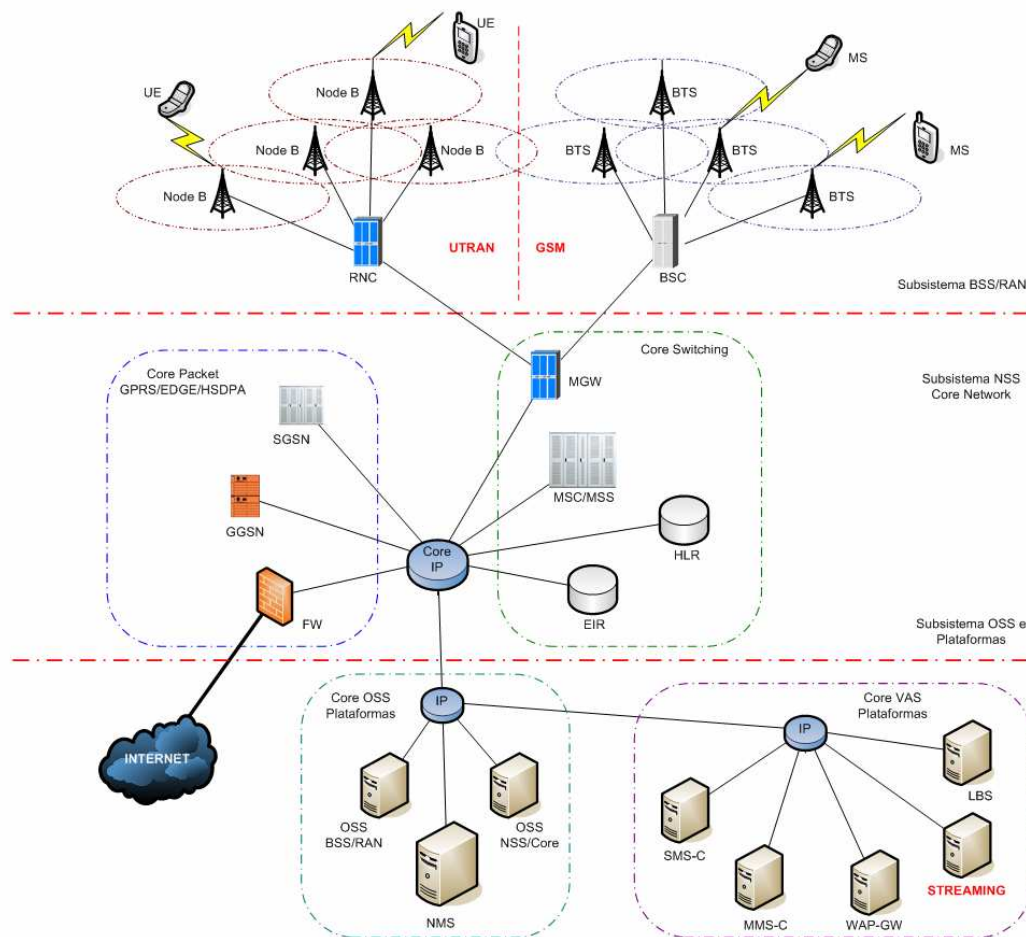 UE
MS
Node B
BTS
UE
Node B
Node B
BTS
BTS
MS
Node B
BTS
UTRAN
GSM
RNC
BSC
Subsistema BSS/RAN
Core Switching
Core Packet
GPRS/EDGE/HSDPA
MGW
Subsistema NSS
Core Network
SGSN
MSC/MSS
GGSN
Core
IP
HLR
FW
EIR
Subsistema OSS e
Plataformas
Core OSS
Plataformas
IP
Core VAS
Plataformas
IP
INTERNET
LBS
OSS
BSS/RAN
OSS
NSS/Core
SMS-C
STREAMING
NMS
MMS-C
WAP-GW